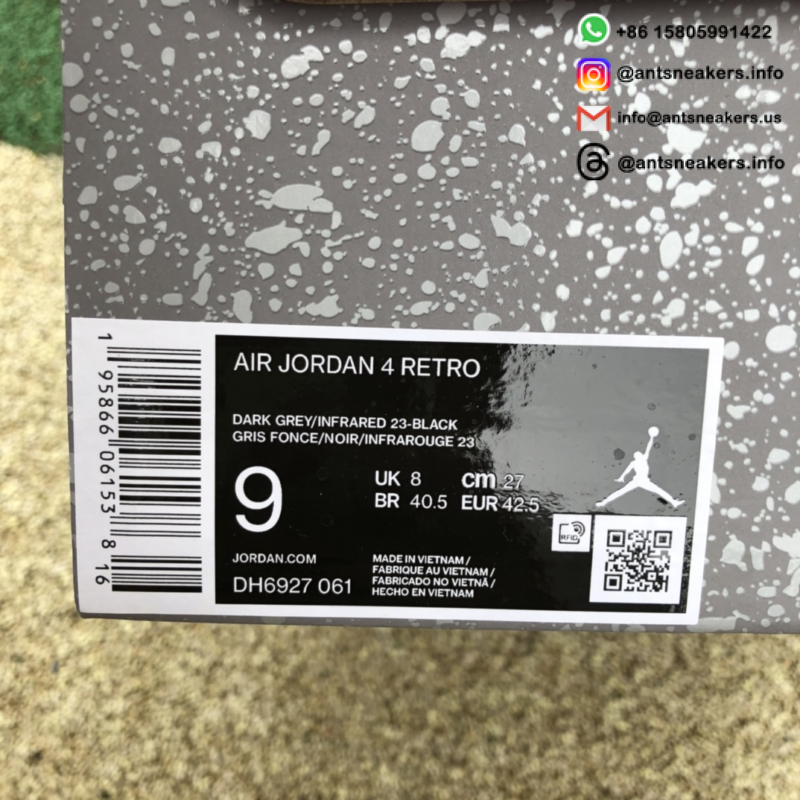 +86 15805991422
@antsneakers.info
info@antsneakers.us
@antsneakers.info
1 95866 06153 8 16
AIR JORDAN 4 RETRO
DARK GREY/INFRARED 23-BLACK
GRIS FONCE/NOIR/INFRAROUGE 23
9
UK 8 cm 27
BR 40.5 EUR 42.5
RFID
JORDAN.COM
DH6927 061
MADE IN VIETNAM /
FABRIQUE AU VIETNAM /
FABRICADO NO VIETNÃ /
HECHO EN VIETNAM